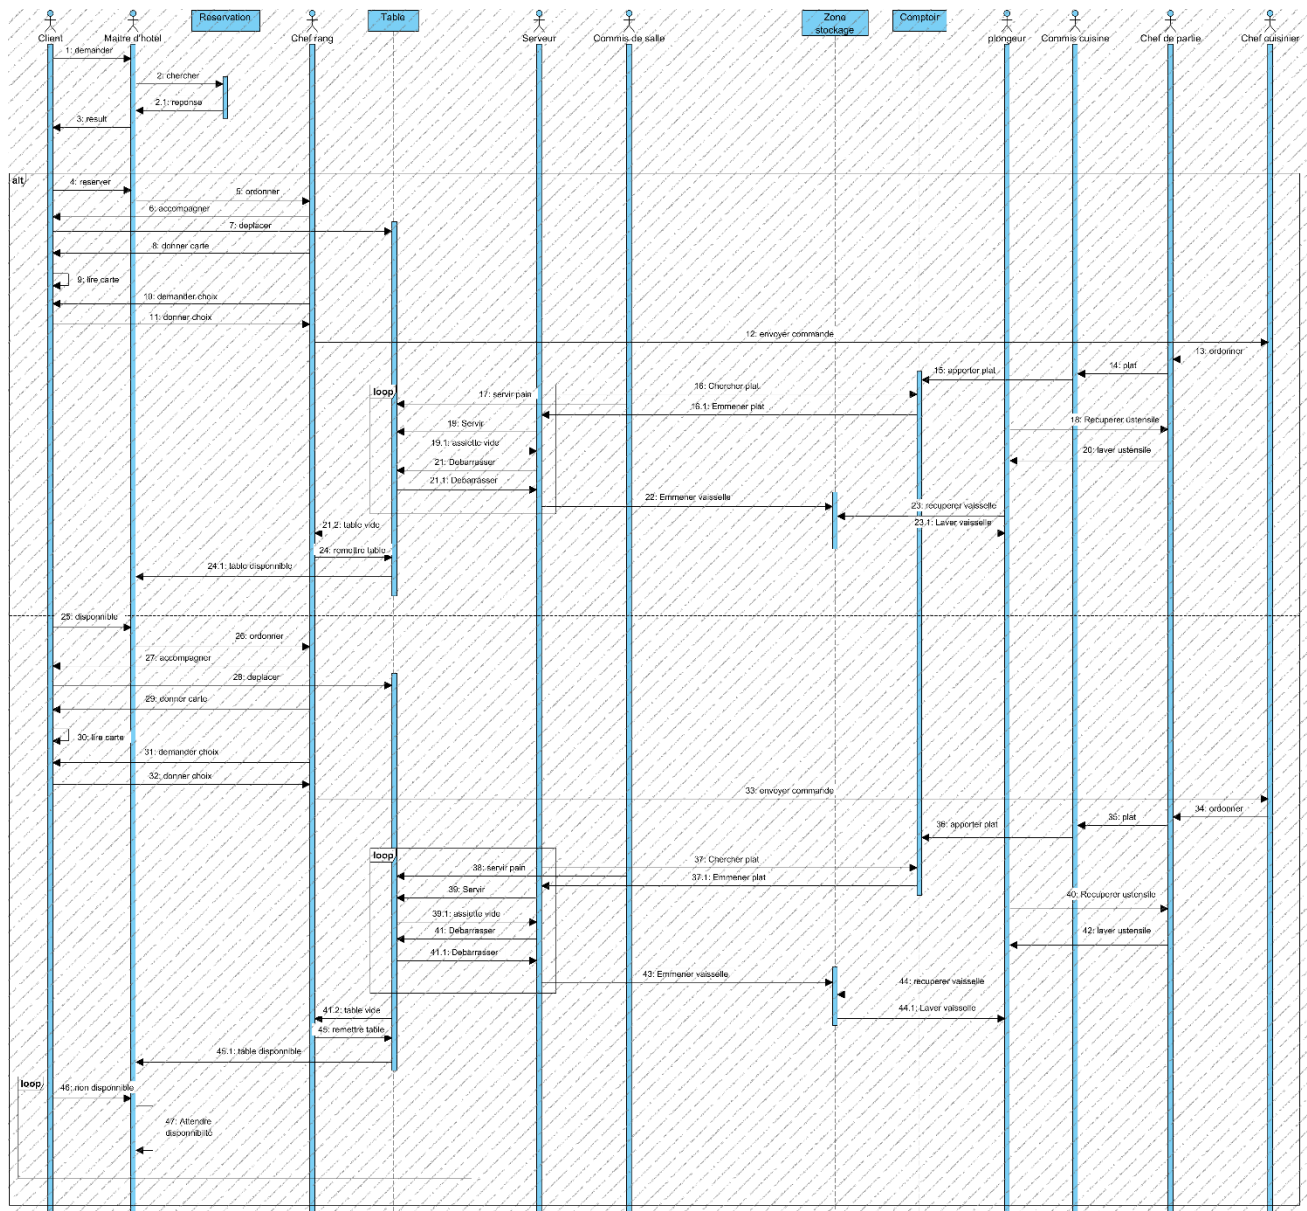 Client
Maitre d'hotel
Reservation
Chef rang
Table
Serveur
Commis de salle
Zone
stockage
Comptoir
plongeur
Commis cuisine
Chef de partie
Chef cuisinier
1: demander
2: chercher
2.1: reponse
3: result
alt
4: reserver
5: ordonner
6: accompagner
7: deplacer
8: donner carte
9: lire carte
10: demander choix
11: donner choix
12: envoyer commande
13: ordonner
14: plat
15: apporter plat
loop
16: Chercher plat
17: servir pain
16.1: Emmener plat
18: Recuperer ustensile
19: Servir
19.1: assiette vide
20: laver ustensile
21: Debarrasser
21.1: Debarrasser
22: Emmener vaisselle
23: recuperer vaisselle
23.1: Laver vaisselle
21.2: table vide
24: remettre table
24.1: table disponnible
25: disponnible
26: ordonner
27: accompagner
28: deplacer
29: donner carte
30: lire carte
31: demander choix
32: donner choix
33: envoyer commande
34: ordonner
35: plat
36: apporter plat
loop
37: Chercher plat
38: servir pain
37.1: Emmener plat
39: Servir
40: Recuperer ustensile
39.1: assiette vide
41: Debarrasser
42: laver ustensile
41.1: Debarrasser
43: Emmener vaisselle
44: recuperer vaisselle
44.1: Laver vaisselle
41.2: table vide
45: remettre table
45.1: table disponnible
loop
46: non disponnible
47: Attendre
disponnibilité